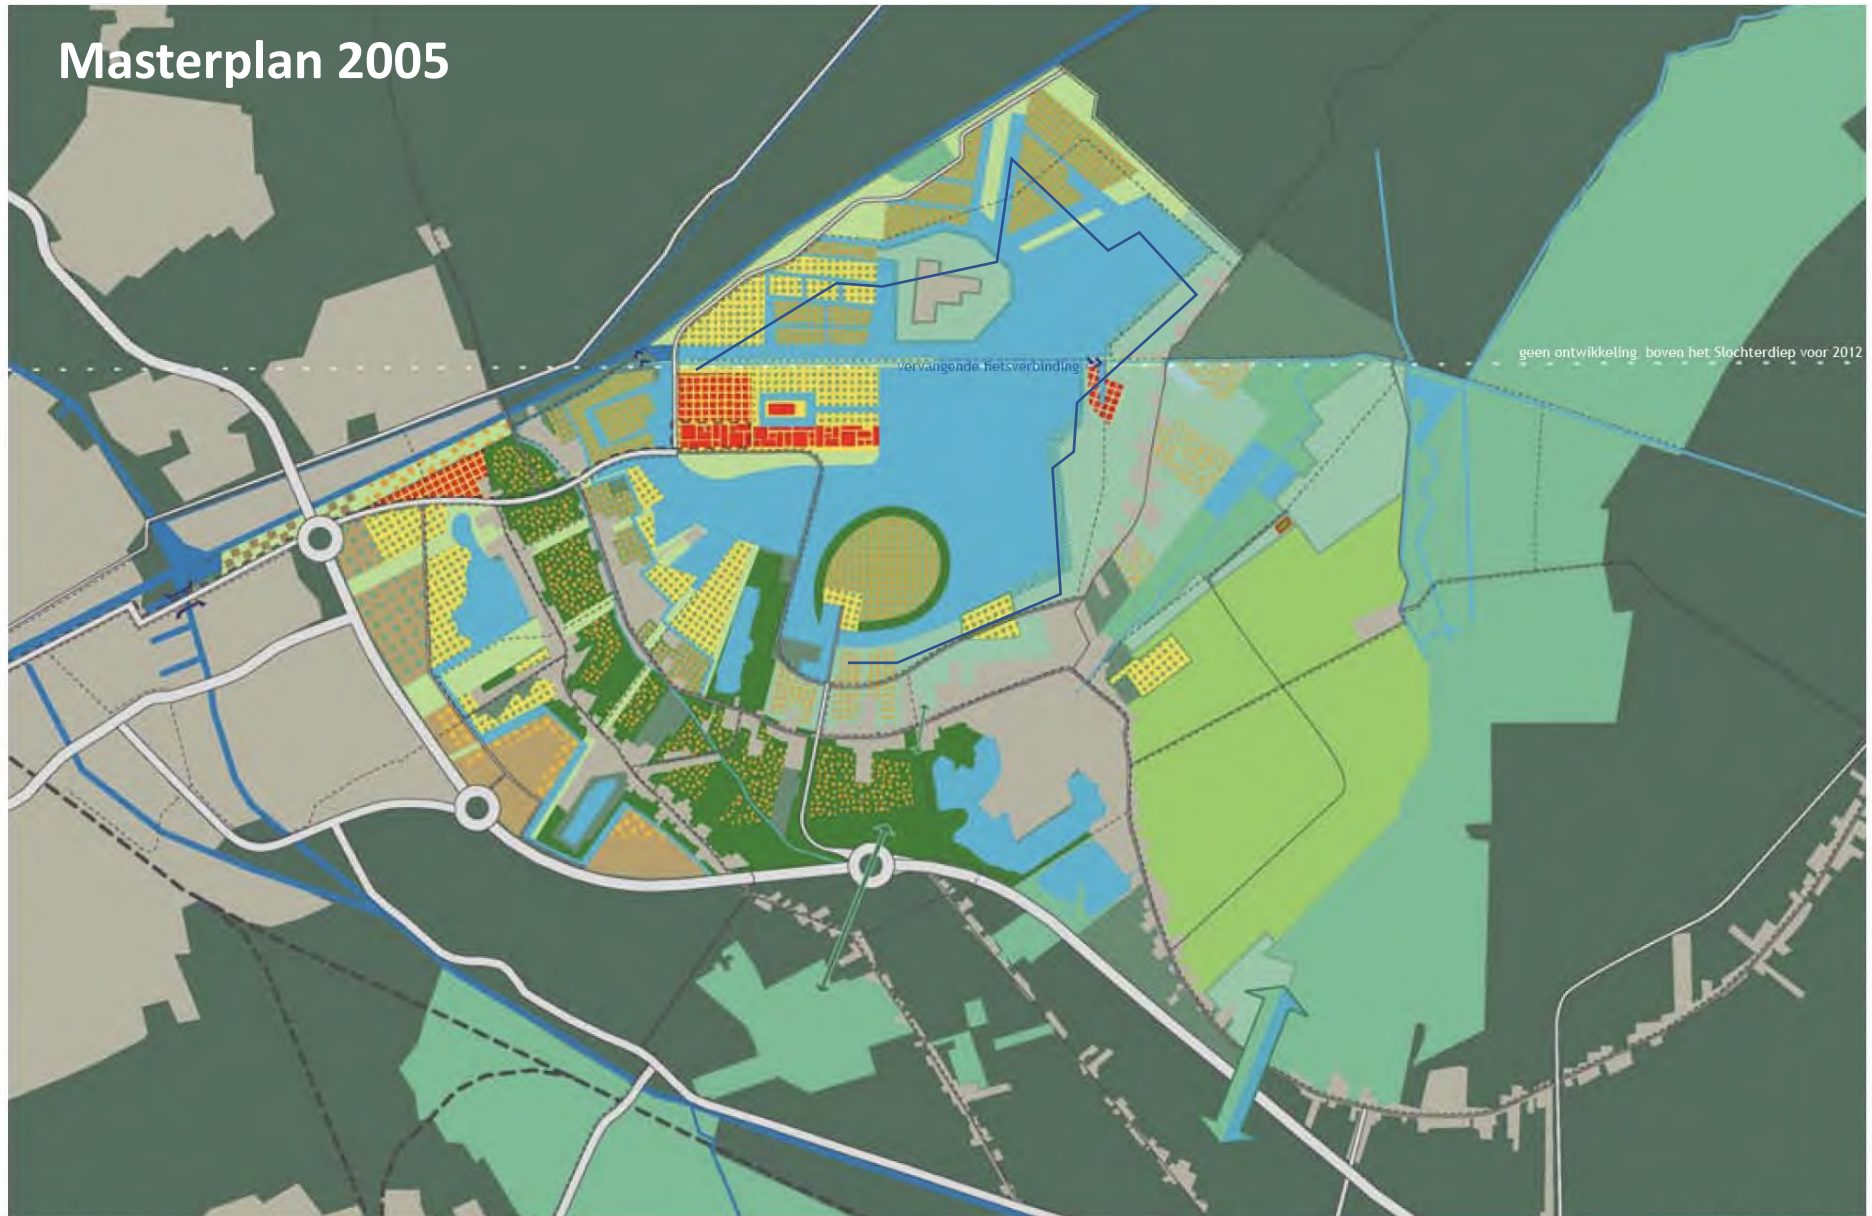 Masterplan 2005
geen ontwikkeling boven het Slochterdiep voor 2012
vervangende fietsverbinding